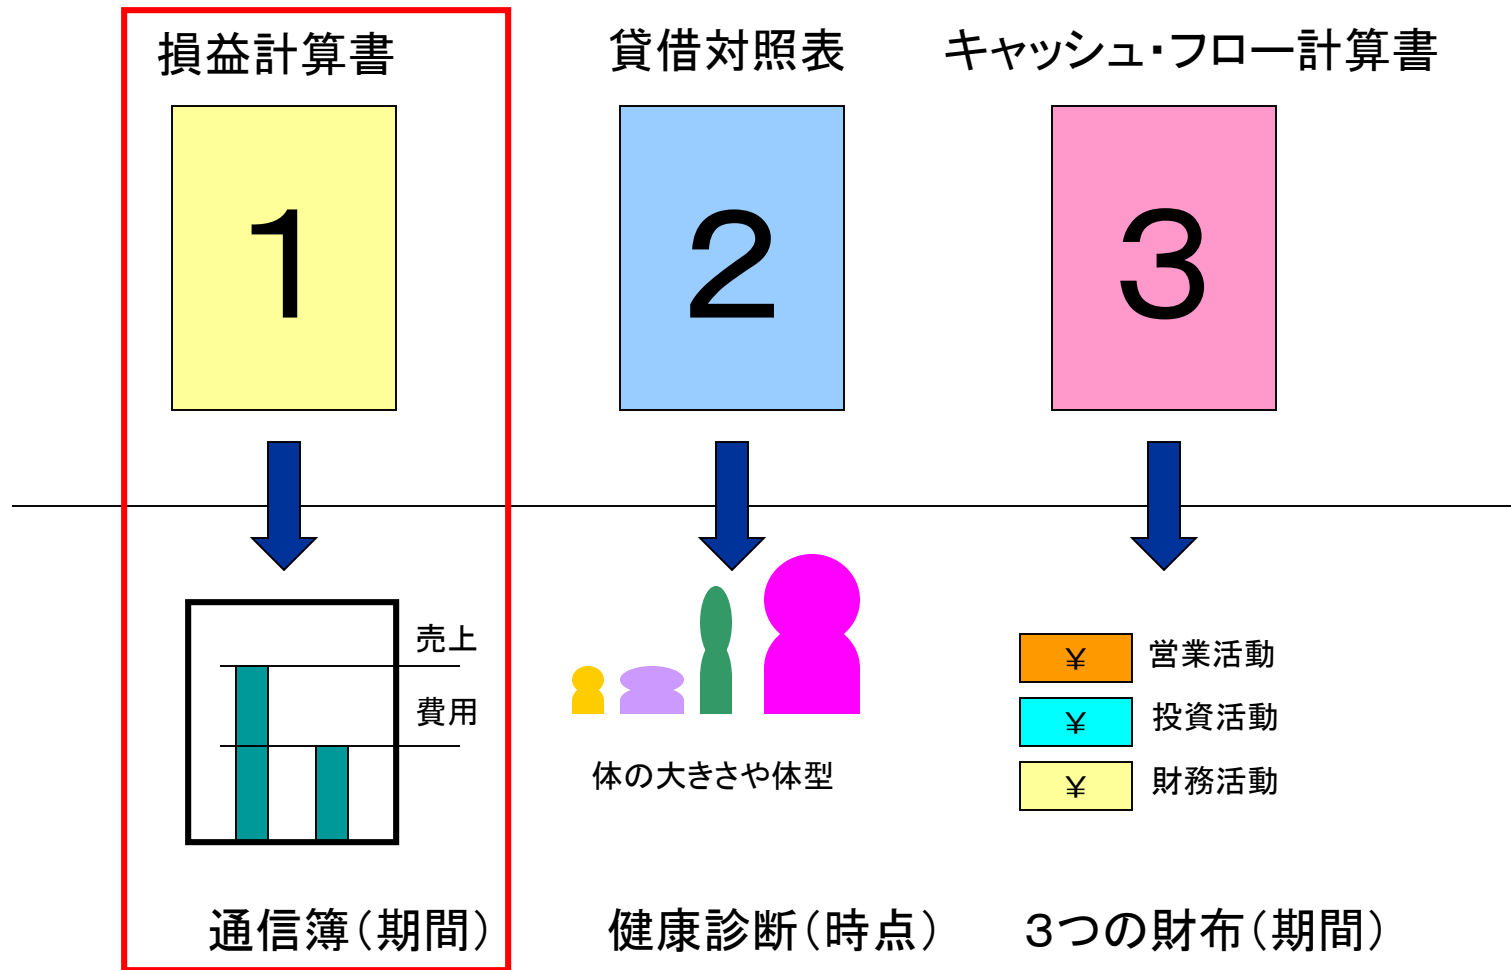 損益計算書
貸借対照表
キャッシュ・フロー計算書
１
２
３
売上
費用
体の大きさや体型
￥
営業活動
￥
投資活動
￥
財務活動
通信簿（期間）
健康診断（時点）
３つの財布（期間）